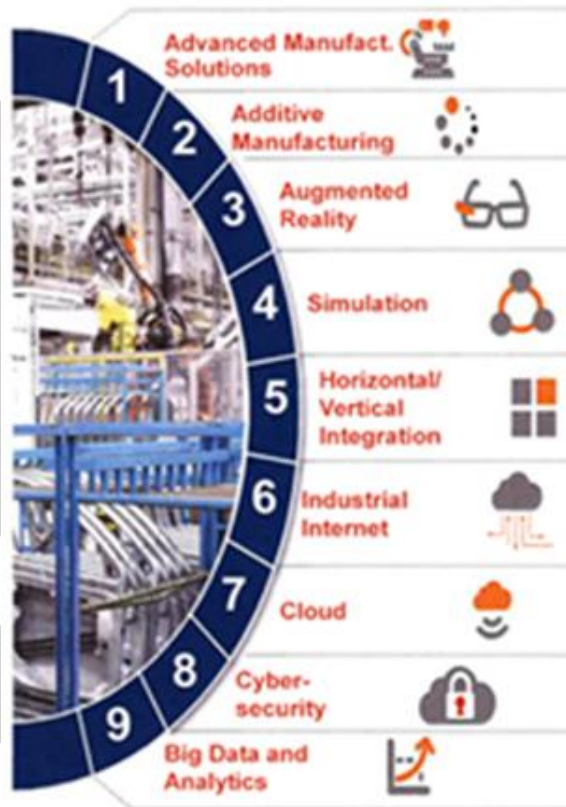 1
Advanced Manufact.
Solutions
2
Additive
Manufacturing
3
Augmented
Reality
4
Simulation
5
Horizontal/
Vertical
Integration
6
Industrial
Internet
7
Cloud
8
Cyber-
security
9
Big Data and
Analytics